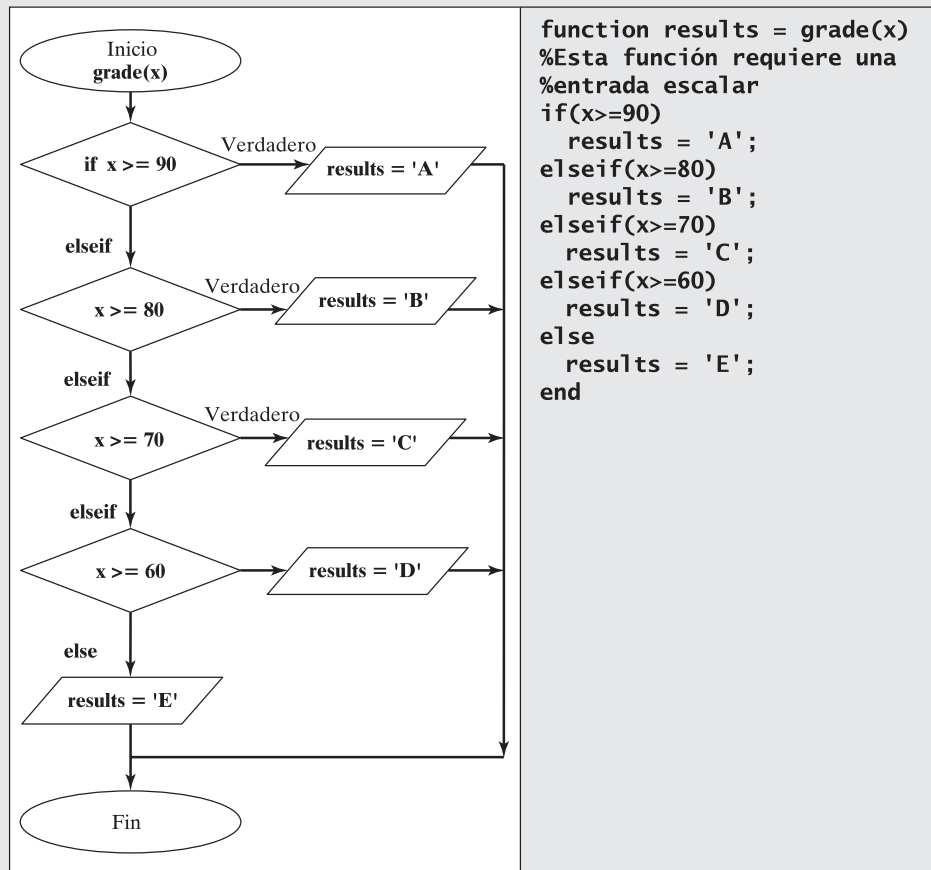 Inicio
grade(x)
if x >= 90
Verdadero
results = 'A'
elseif
x >= 80
Verdadero
results = 'B'
elseif
x >= 70
Verdadero
results = 'C'
elseif
x >= 60
results = 'D'
else
results = 'E'
Fin
function results = grade(x)
%Esta función requiere una
%entrada escalar
if(x>=90)
results = 'A';
elseif(x>=80)
results = 'B';
elseif(x>=70)
results = 'C';
elseif(x>=60)
results = 'D';
else
results = 'E';
end